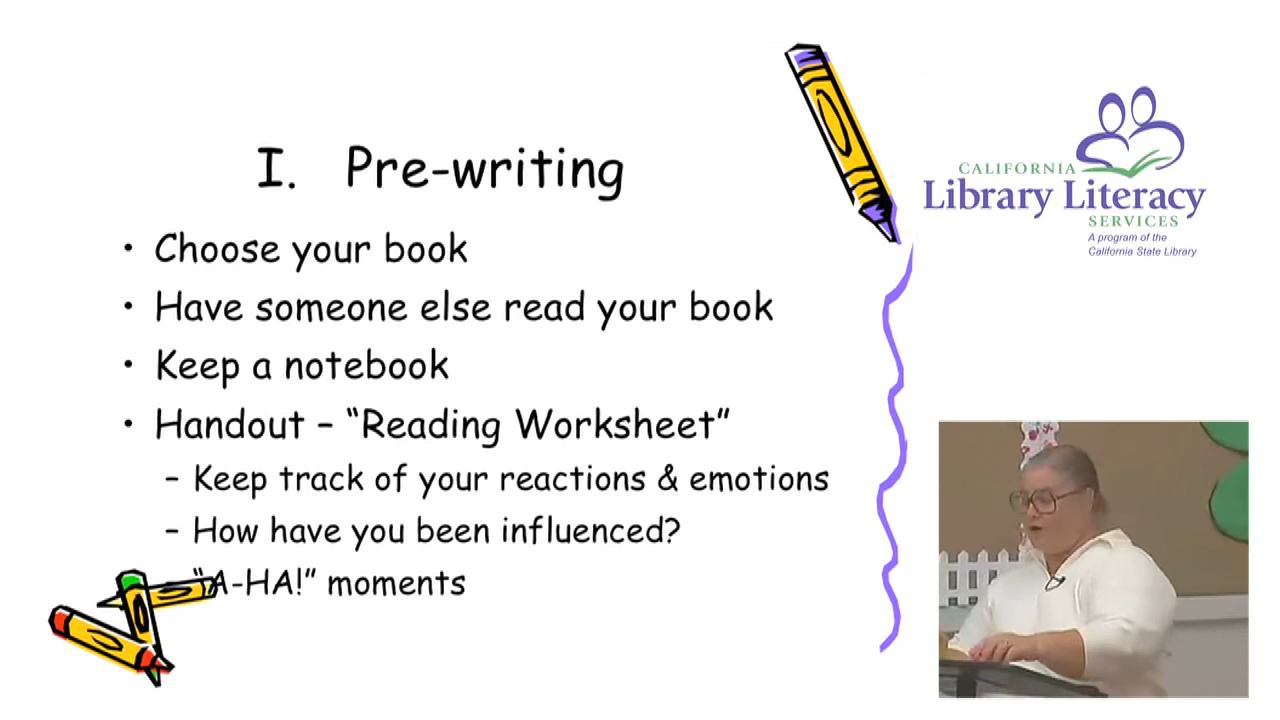 I. Pre-writing
• Choose your book
• Have someone else read your book
• Keep a notebook
• Handout – “Reading Worksheet”
– Keep track of your reactions & emotions
– How have you been influenced?
– “A-HA!” moments
CALIFORNIA
Library Literacy
SERVICES
A program of the
California State Library